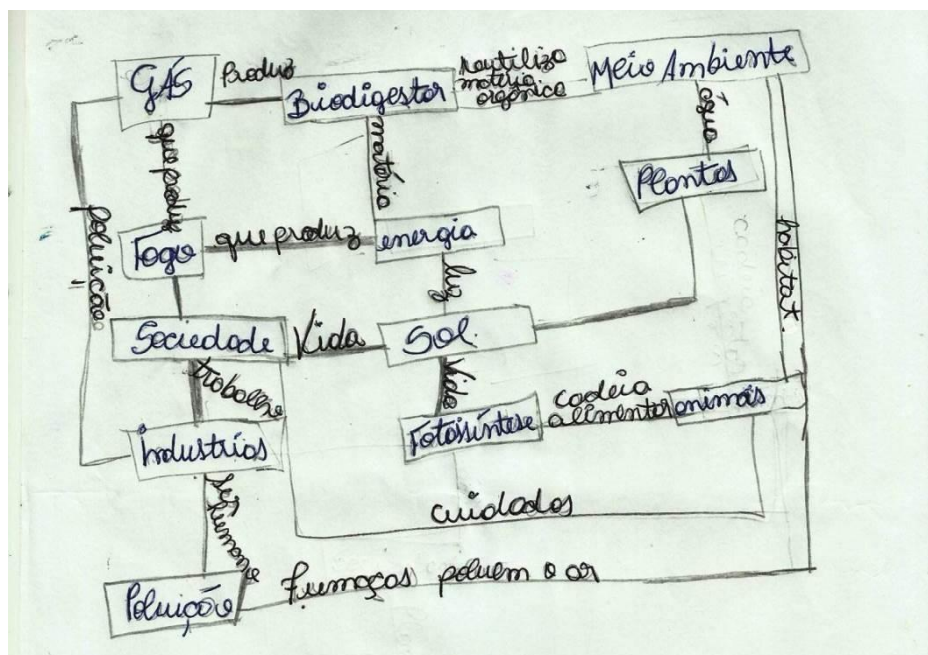 GÁS
Produz
Biodigestor
reutiliza
matéria
orgânica
Meio Ambiente
que produz
matéria
água
Plantas
poluição
Fogo
que produz
energia
habitat.
luz
Sociedade
Vida
SOL.
trabalho
Vida
Industrias
Fotossíntese
cadeia
alimentar
animais
ser humano
cuidados
Poluição
fumaças poluem o ar